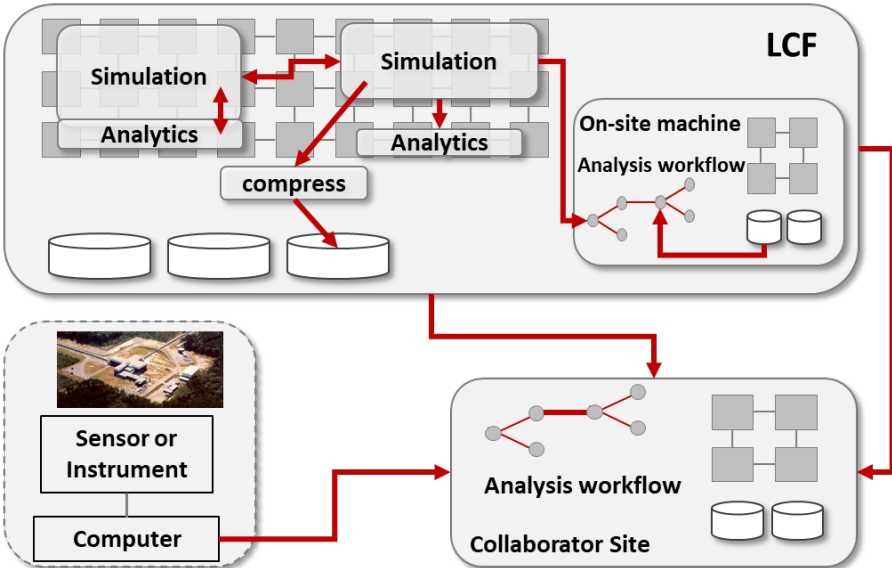 LCF
Simulation
Simulation
Analytics
Analytics
compress
On-site machine
Analysis workflow
Sensor or
Instrument
Computer
Analysis workflow
Collaborator Site